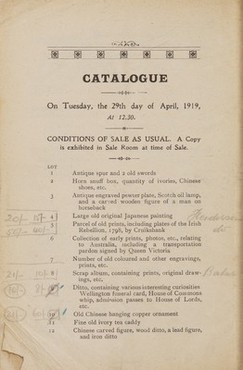 CATALOGUE
On Tuesday, the 29th day of April, 1919,
At 12.30.
CONDITIONS OF SALE AS USUAL. A Copy
is exhibited in Sale Room at time of Sale.
LOT
1 Antique spur and 2 old swords
2 Horn snuff box, quantity of ivories, Chinese
shoes, etc.
3 Antique engraved power plate, Scotch oil lamp,
and a carved wooden figure of a man on
horseback
4 Large old original Japanese painting
5 Parcel of old prints, including plates of the Irish
Rebellion, 1798, by Cruikshank
6 Collection of early prints, photos, etc., relating
to Australia, including a transportation
pardon signed by Queen Victoria
7 Number of old coloured and other engravings,
prints, etc.
8 Scrap album, containing prints, original draw-
ings, etc.
9 Ditto, containing various interesting curiosities
Wellington funeral card, House of Commons
whip, admission passes to House of Lords,
etc.
10 Old Chinese hanging copper ornament
11 Fine old ivory tea caddy
12 Chinese carved figure, wood ditto, a lead figure,
and iron ditto